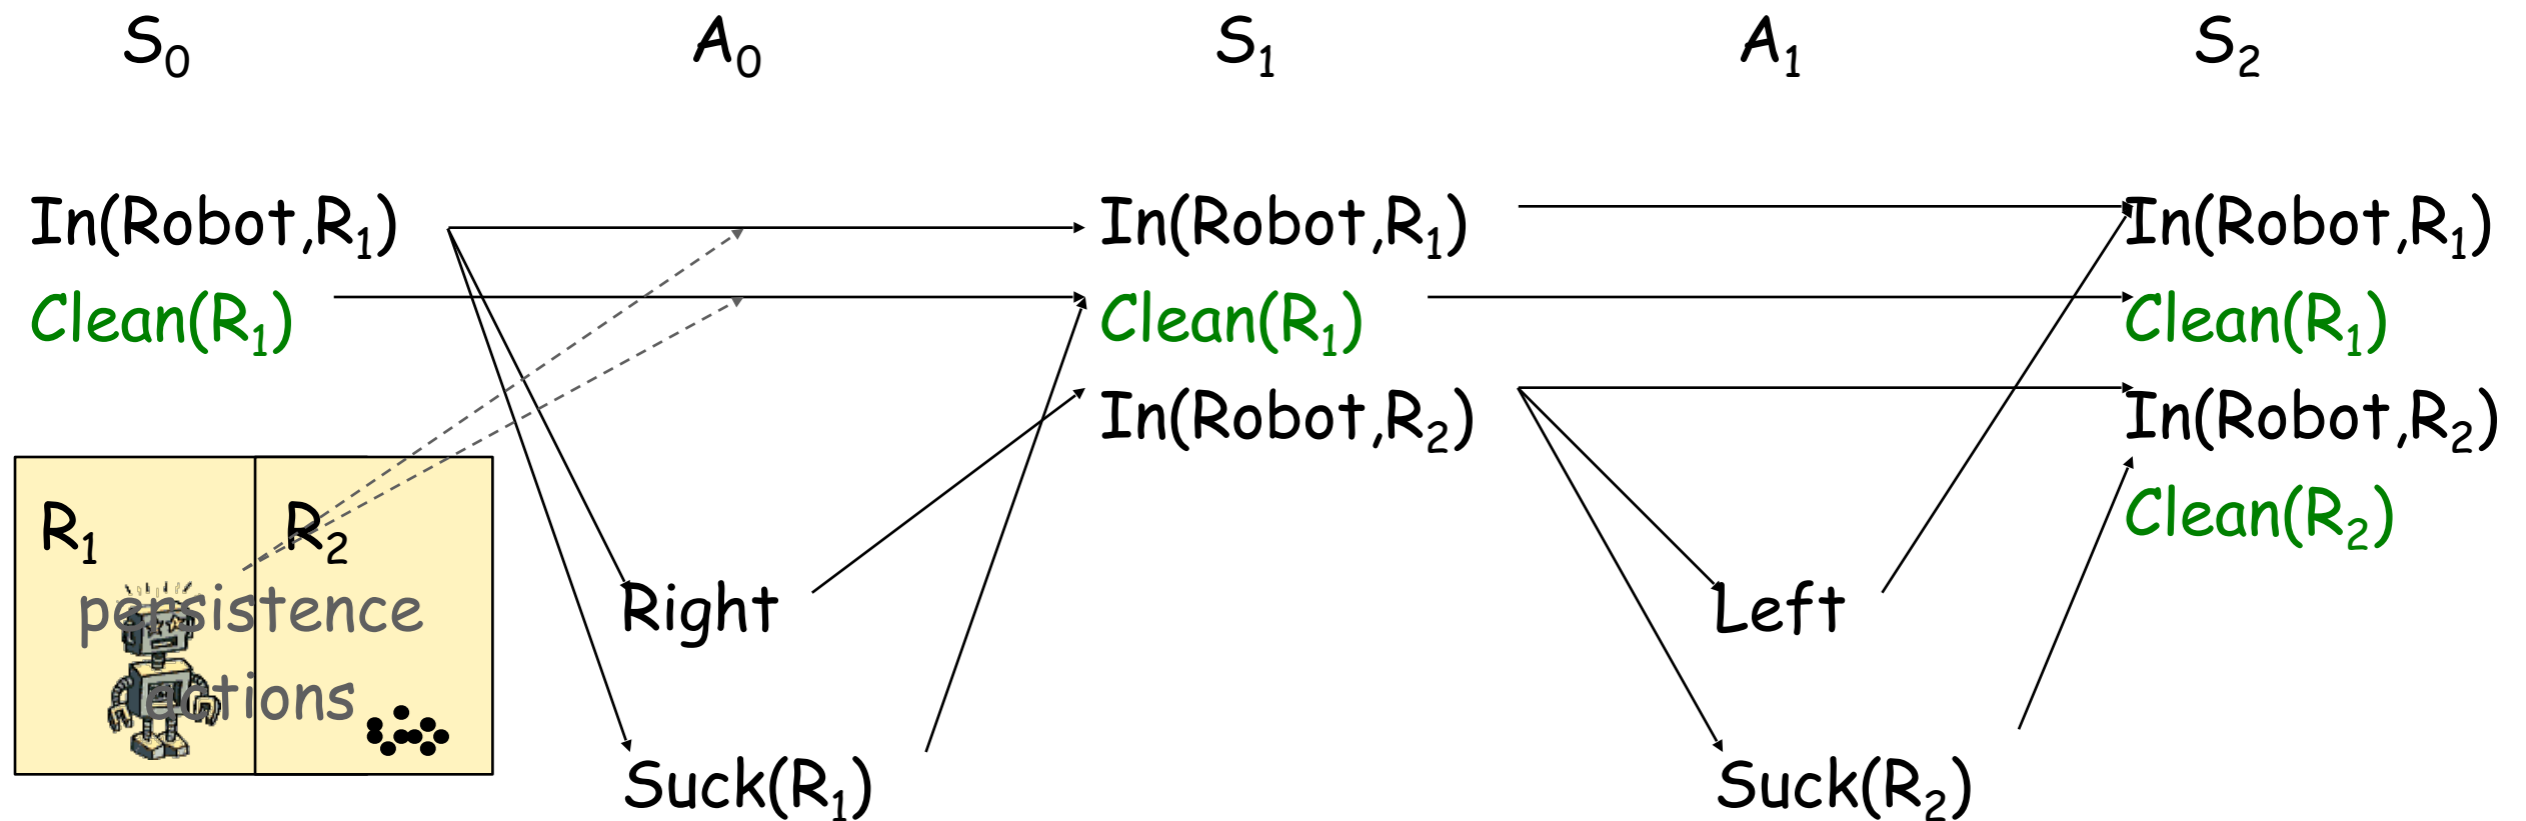 S₀ A₀ S₁ A₁ S₂
In(Robot,R₁) In(Robot,R₁) In(Robot,R₁)
Clean(R₁) Clean(R₁) Clean(R₁)
In(Robot,R₂) In(Robot,R₂)
R₁ R₂ Clean(R₂)
persistence Right Left
actions
Suck(R₁) Suck(R₂)